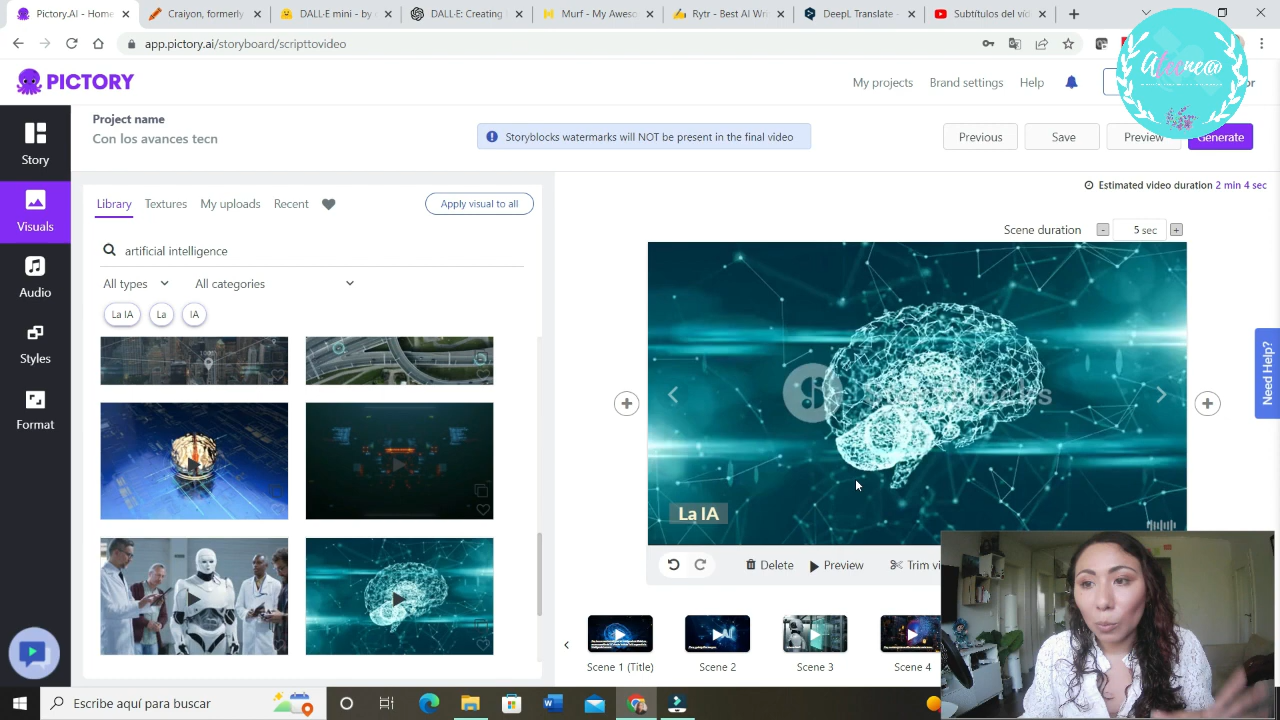 Pictory.AI - Home
Craiyon, formerly
DALL·E mini - by
DALL·E: Creating
Murf - My Aweso
Rytr - Best AI Wri
DeepL Translate -
Subtítulos del víd
app.pictory.ai/storyboard/scripttovideo
PICTORY
My projects
Brand settings
Help
Project name
Con los avances tecn
Storyblocks watermarks will NOT be present in the final video
Previous
Save
Preview
Generate
Story
Visuals
Audio
Styles
Format
Library
Textures
My uploads
Recent
Apply visual to all
artificial intelligence
All types
All categories
La IA
La
IA
Estimated video duration 2 min 4 sec
Scene duration
- 5 sec +
La IA
Delete
Preview
Trim vi
Scene 1 (Title)
Scene 2
Scene 3
Scene 4
Need Help?
Escribe aquí para buscar